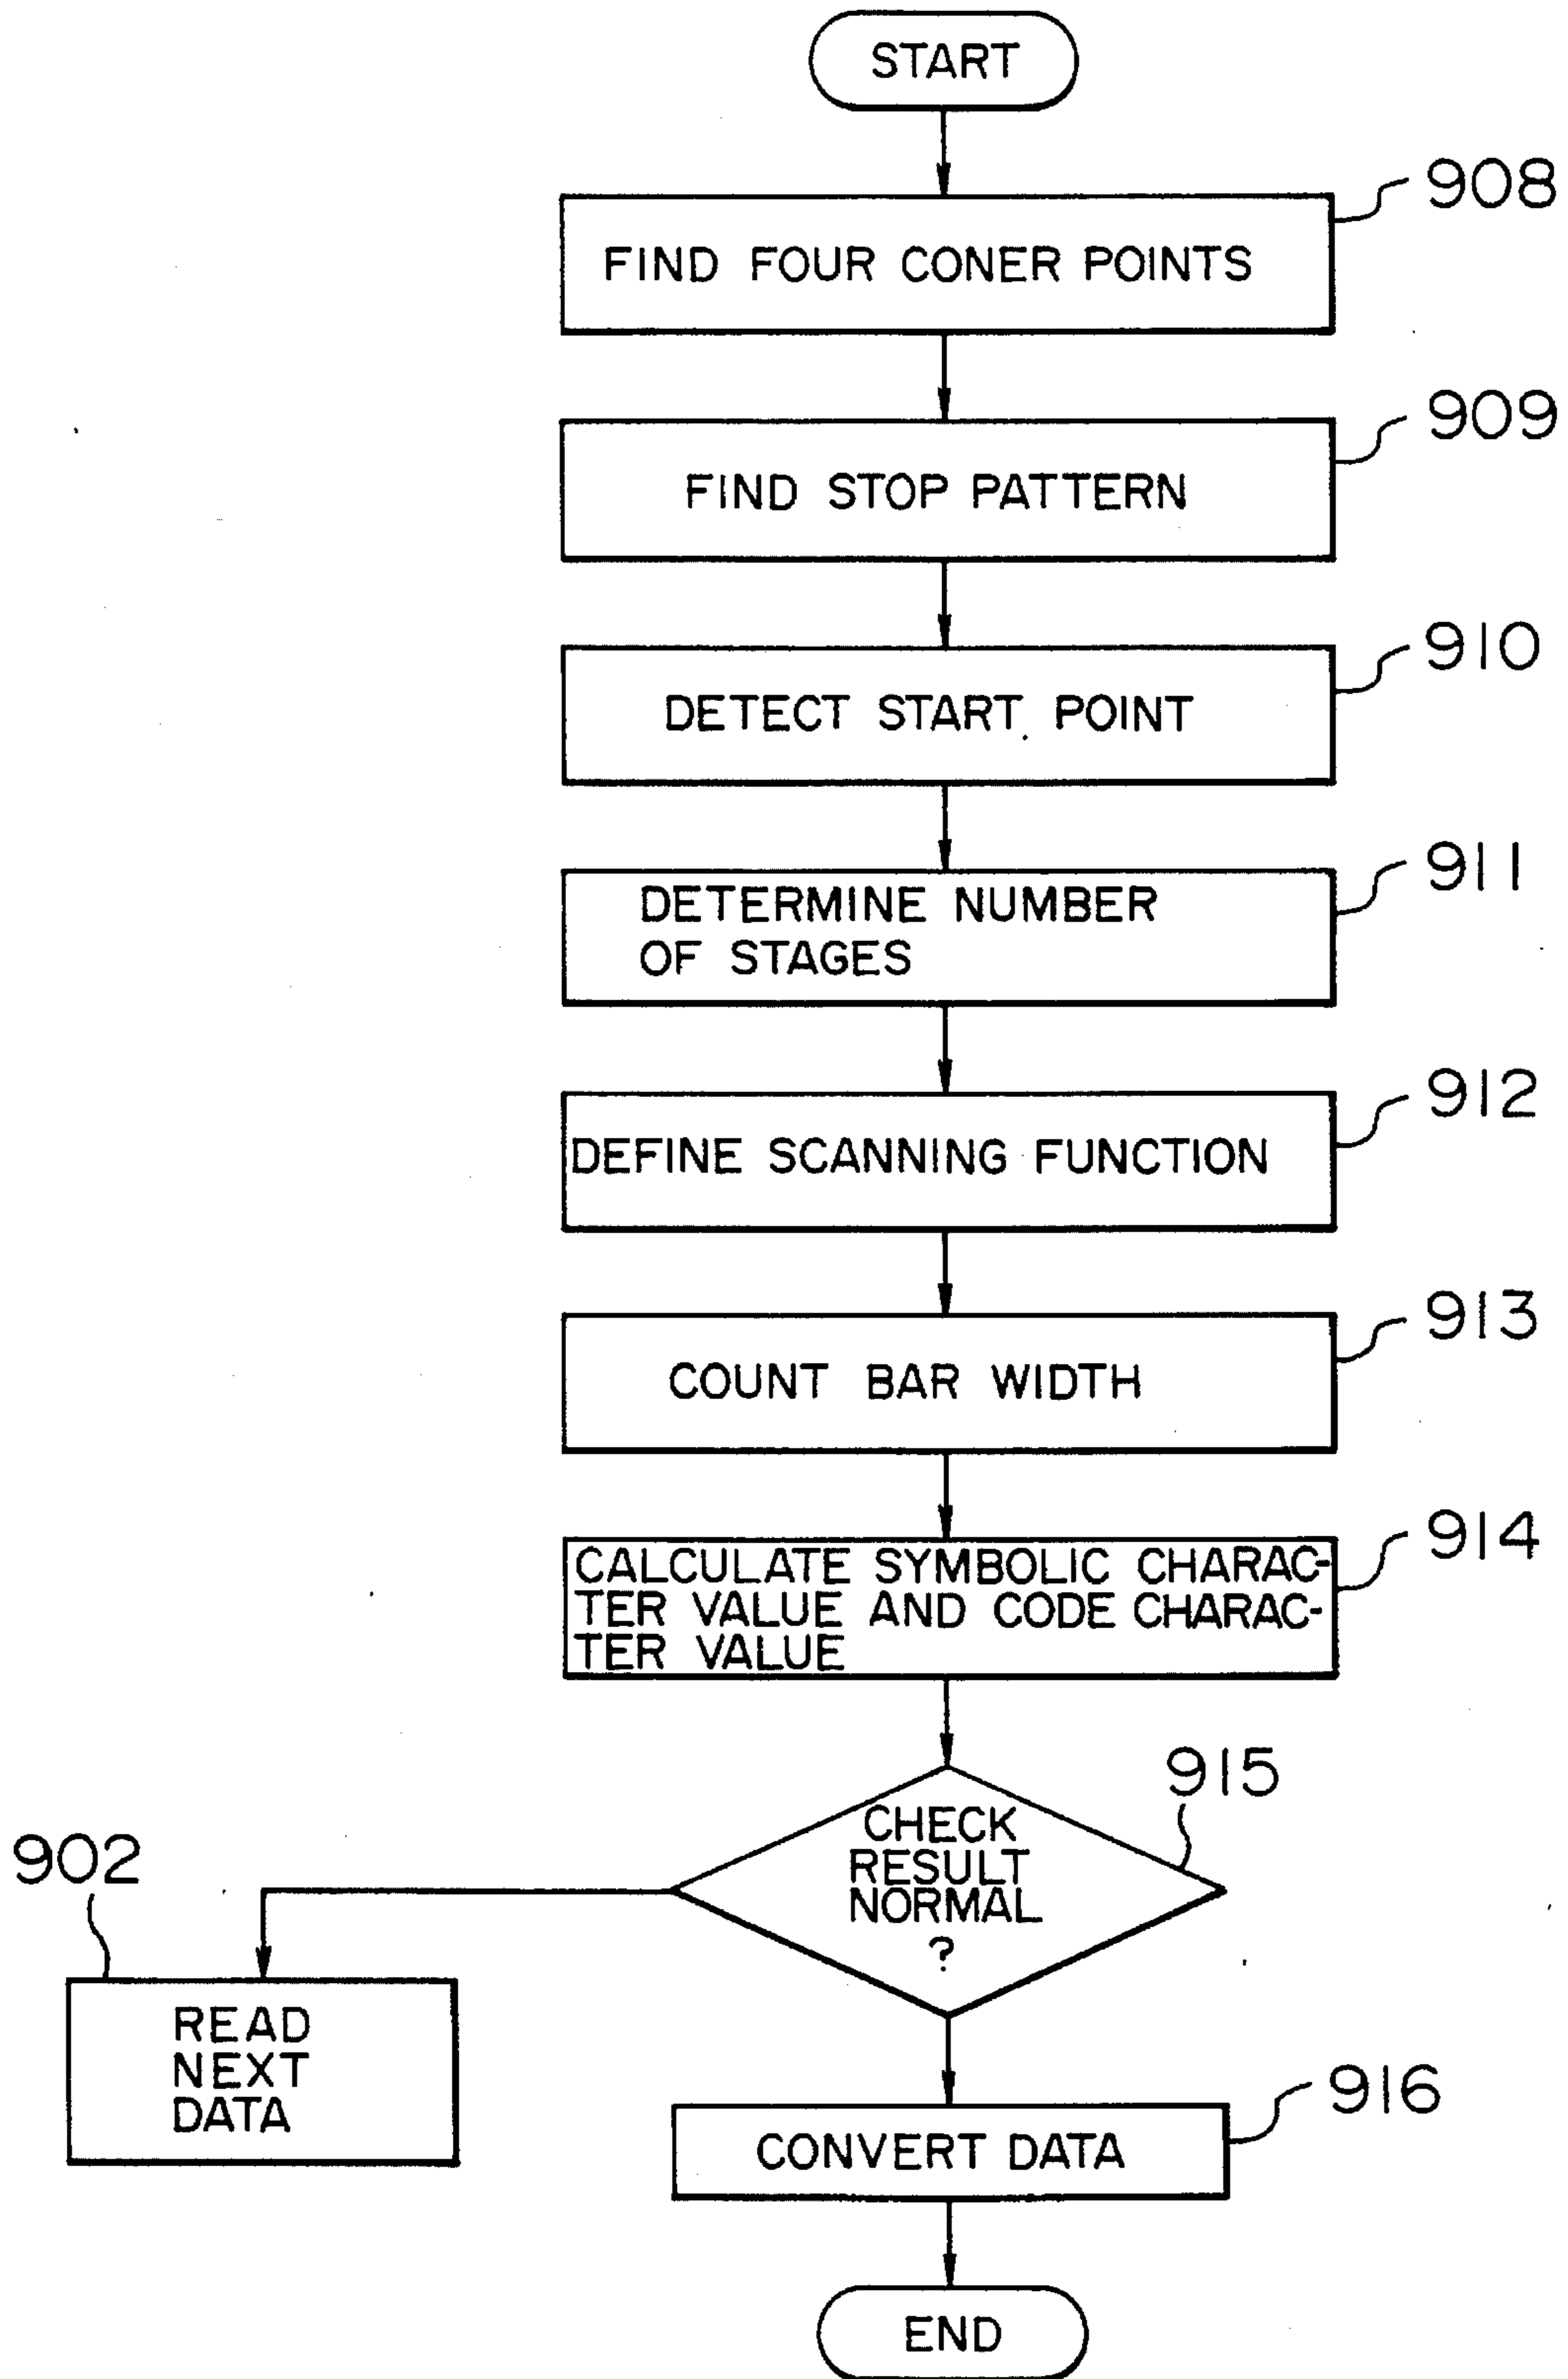 START
908
FIND FOUR CONER POINTS
909
FIND STOP PATTERN
910
DETECT START POINT
911
DETERMINE NUMBER
OF STAGES
912
DEFINE SCANNING FUNCTION
913
COUNT BAR WIDTH
914
CALCULATE SYMBOLIC CHARAC-
TER VALUE AND CODE CHARAC-
TER VALUE
915
CHECK
RESULT
NORMAL
?
902
READ
NEXT
DATA
916
CONVERT DATA
END